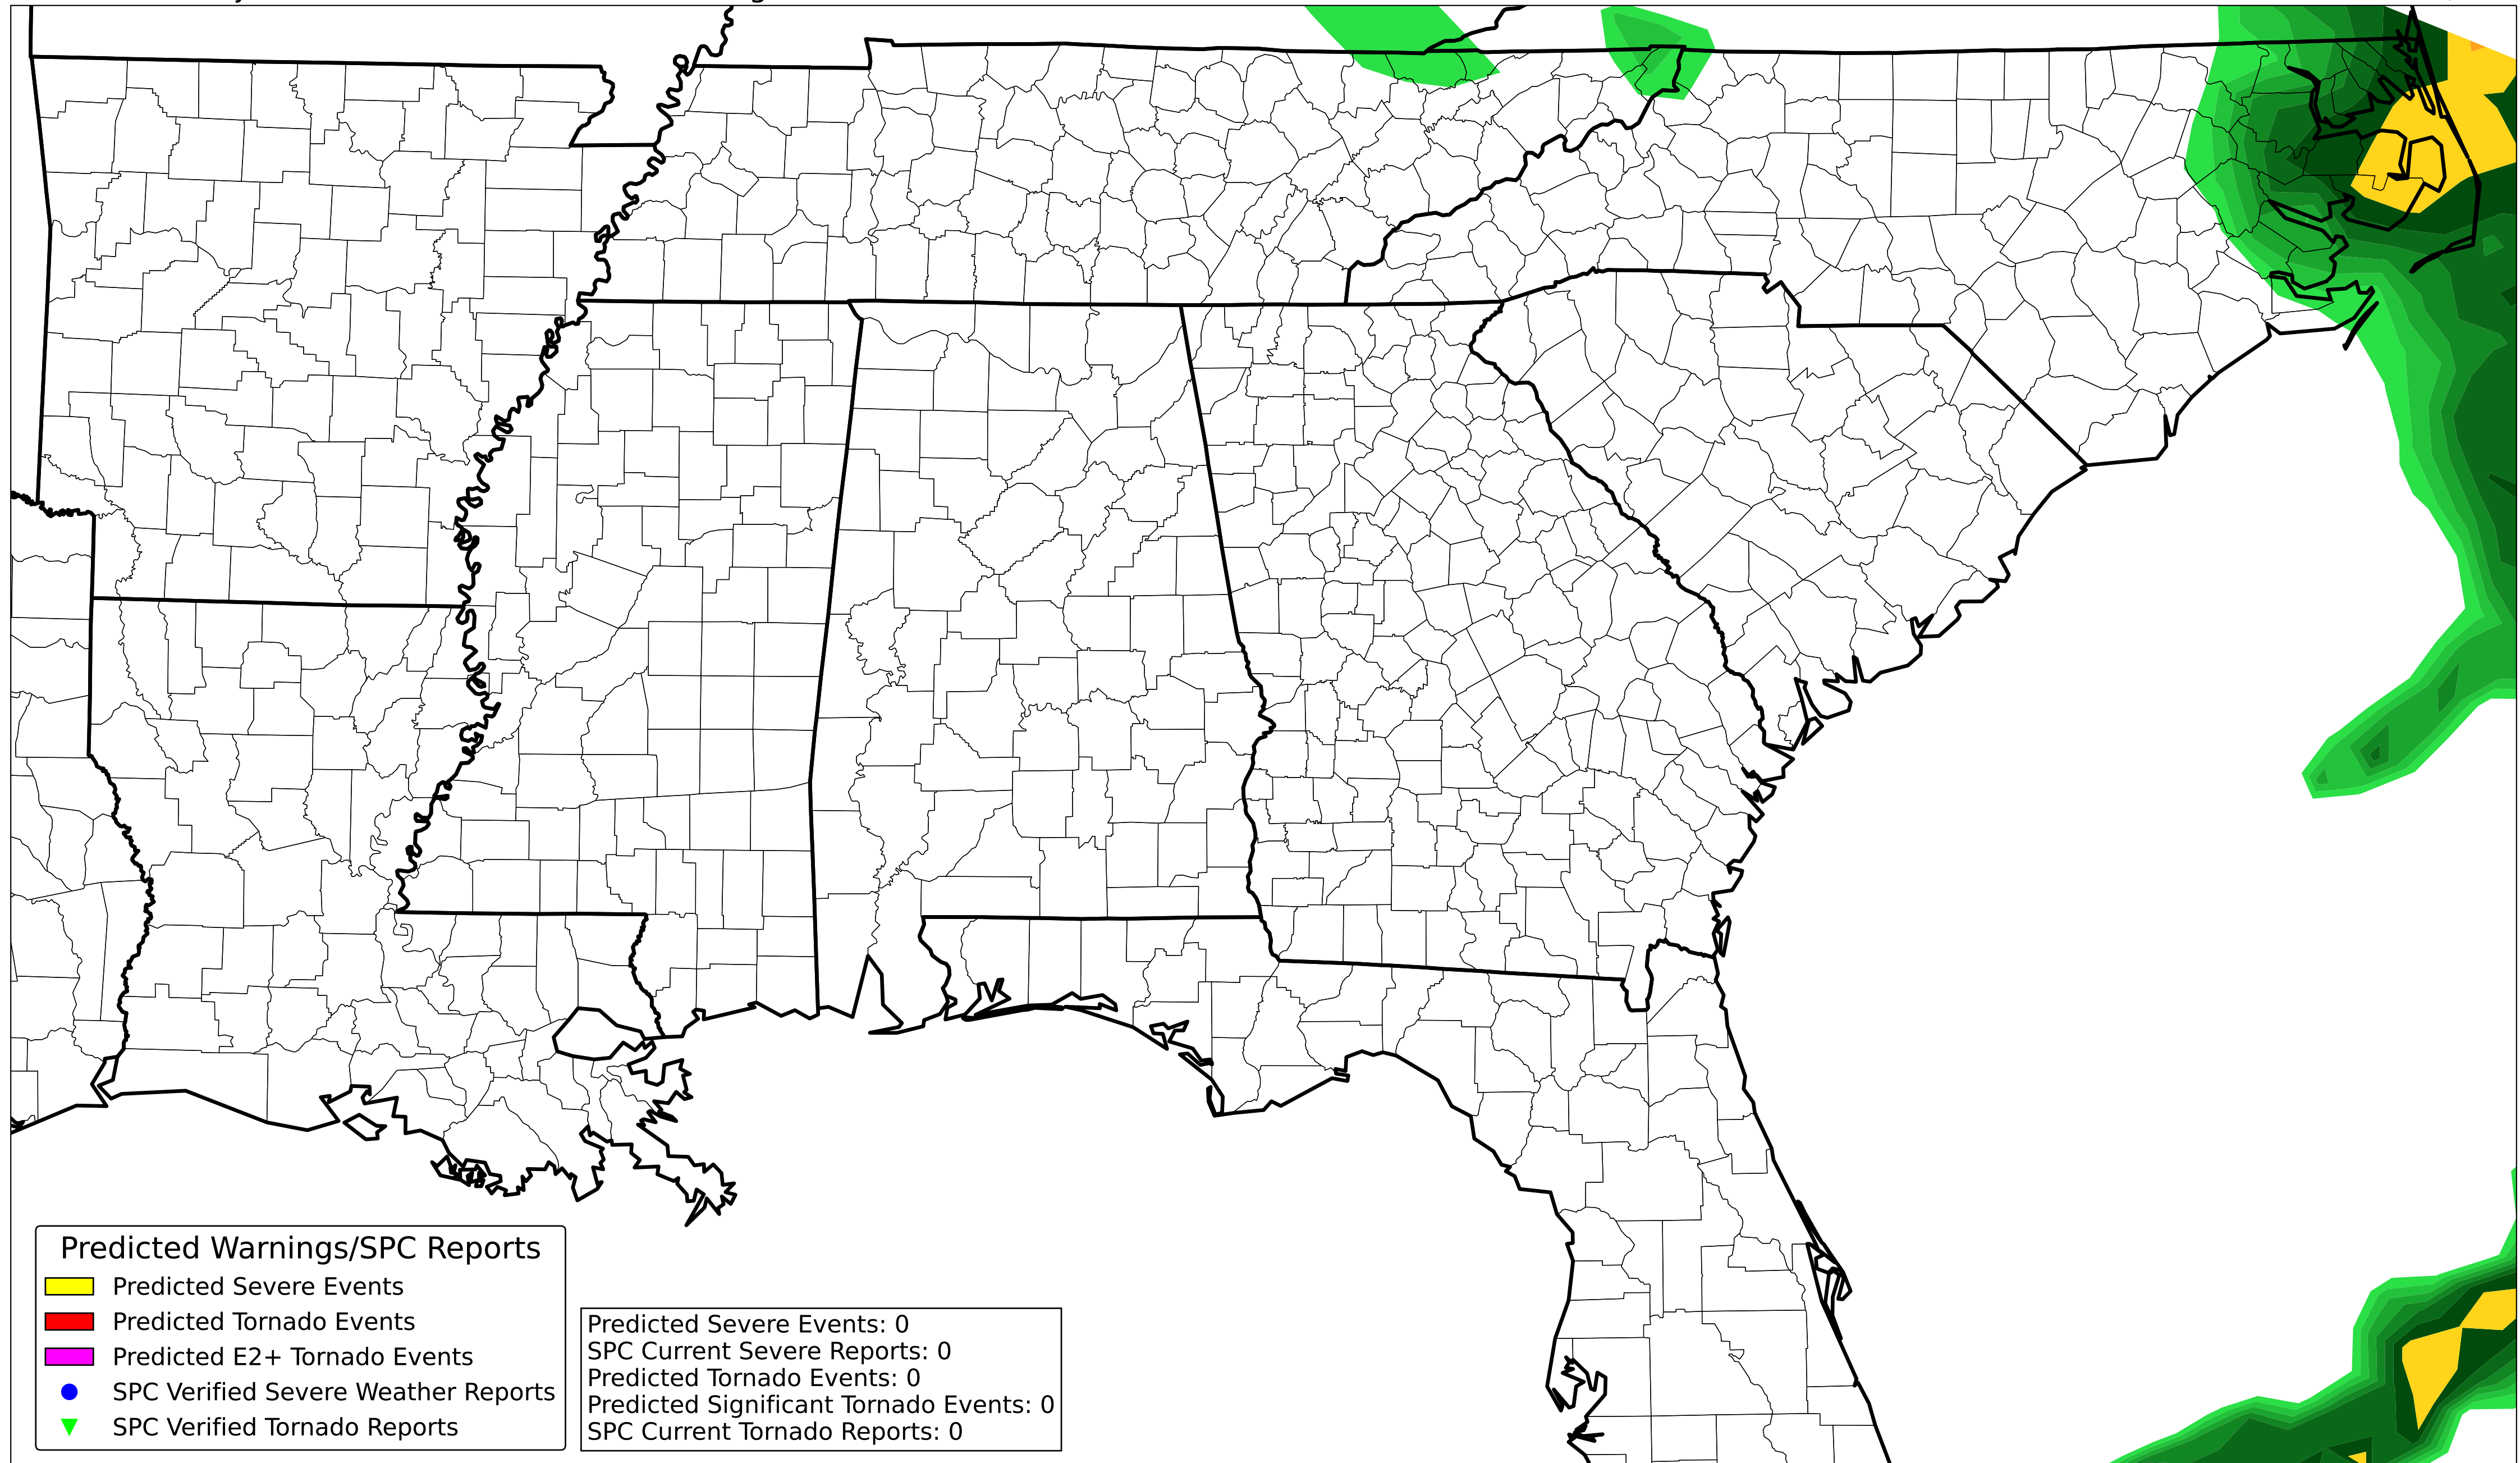 Predicted Warnings/SPC Reports
Predicted Severe Events
Predicted Tornado Events
Predicted E2+ Tornado Events
SPC Verified Severe Weather Reports
SPC Verified Tornado Reports
Predicted Severe Events: 0
SPC Current Severe Reports: 0
Predicted Tornado Events: 0
Predicted Significant Tornado Events: 0
SPC Current Tornado Reports: 0